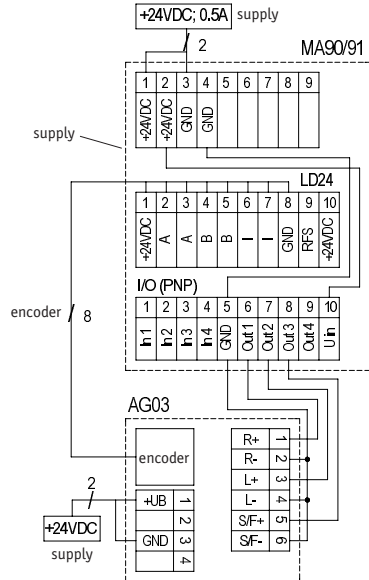 +24VDC; 0.5A supply
2
MA90/91
1 2 3 4 5 6 7 8 9
+24VDC +24VDC GND GND
supply
LD24
1 2 3 4 5 6 7 8 9 10
+24VDC A A B B I I GND RFS +24VDC
I/O (PNP)
1 2 3 4 5 6 7 8 9 10
In 1 In 2 In 3 In 4 GND Out 1 Out 2 Out 3 Out 4 U in
encoder 8
AG03
encoder
R+ 1
R- 2
L+ 3
L- 4
S/F+ 5
S/F- 6
2
+UB 1
2
GND 3
4
+24VDC
supply